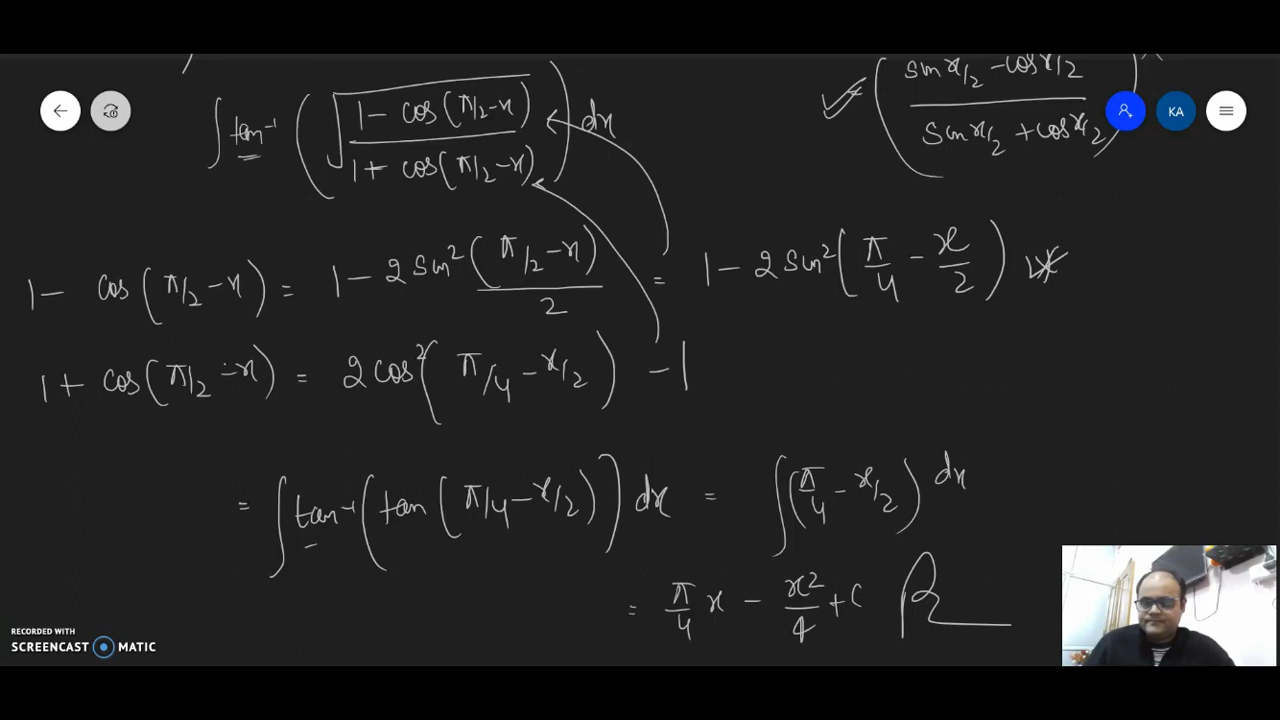 ∫ tan⁻¹ ( √( (1 - cos(π/2 - x)) / (1 + cos(π/2 - x)) ) ) dx
( (sin x/2 - cos x/2) / (sin x/2 + cos x/2) )
KA
1 - cos(π/2 - x) = 1 - 2 sin² (π/2 - x)/2 = 1 - 2 sin² (π/4 - x/2)
1 + cos(π/2 - x) = 2 cos² (π/4 - x/2) - 1
= ∫ tan⁻¹ (tan (π/4 - x/2)) dx = ∫ (π/4 - x/2) dx
= π/4 x - x²/4 + c
RECORDED WITH
SCREENCAST MATIC